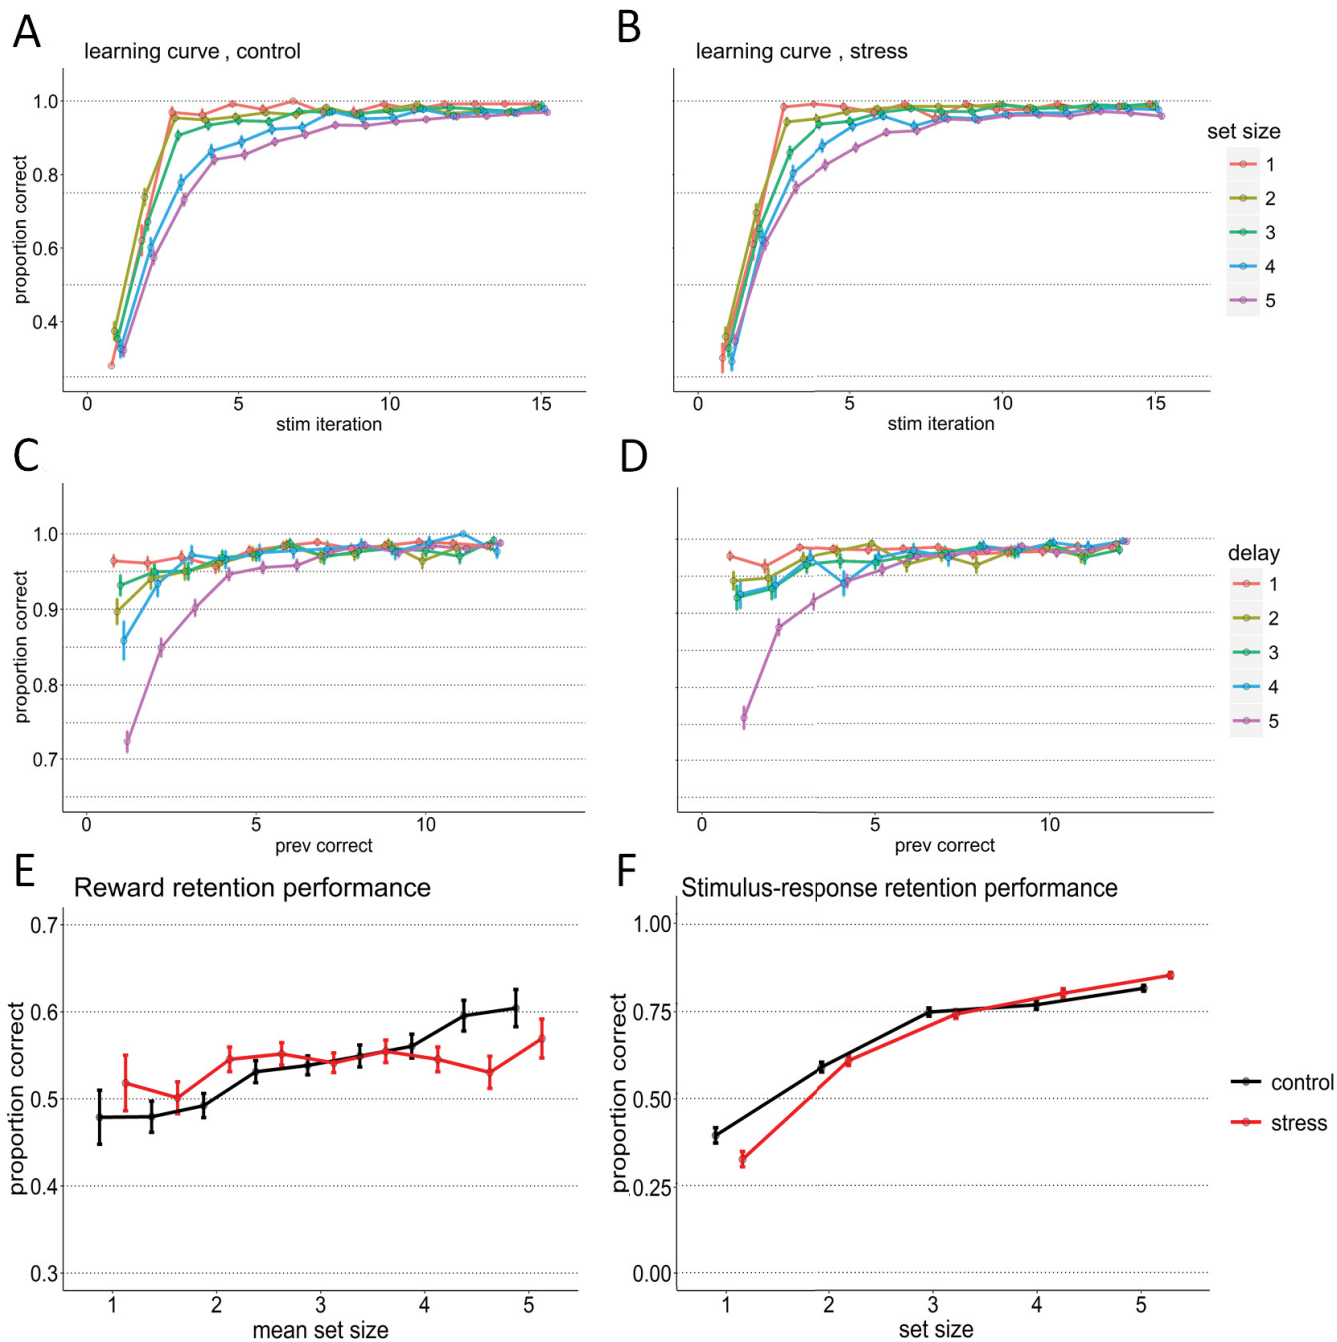 A
learning curve , control
proportion correct
1.0
0.8
0.6
0.4
0
5
10
15
stim iteration
B
learning curve , stress
0
5
10
15
stim iteration
set size
1
2
3
4
5
C
proportion correct
1.0
0.9
0.8
0.7
0
5
10
prev correct
D
0
5
10
prev correct
delay
1
2
3
4
5
E
Reward retention performance
proportion correct
0.7
0.6
0.5
0.4
0.3
1
2
3
4
5
mean set size
F
Stimulus-response retention performance
proportion correct
1.00
0.75
0.50
0.25
0.00
1
2
3
4
5
set size
control
stress